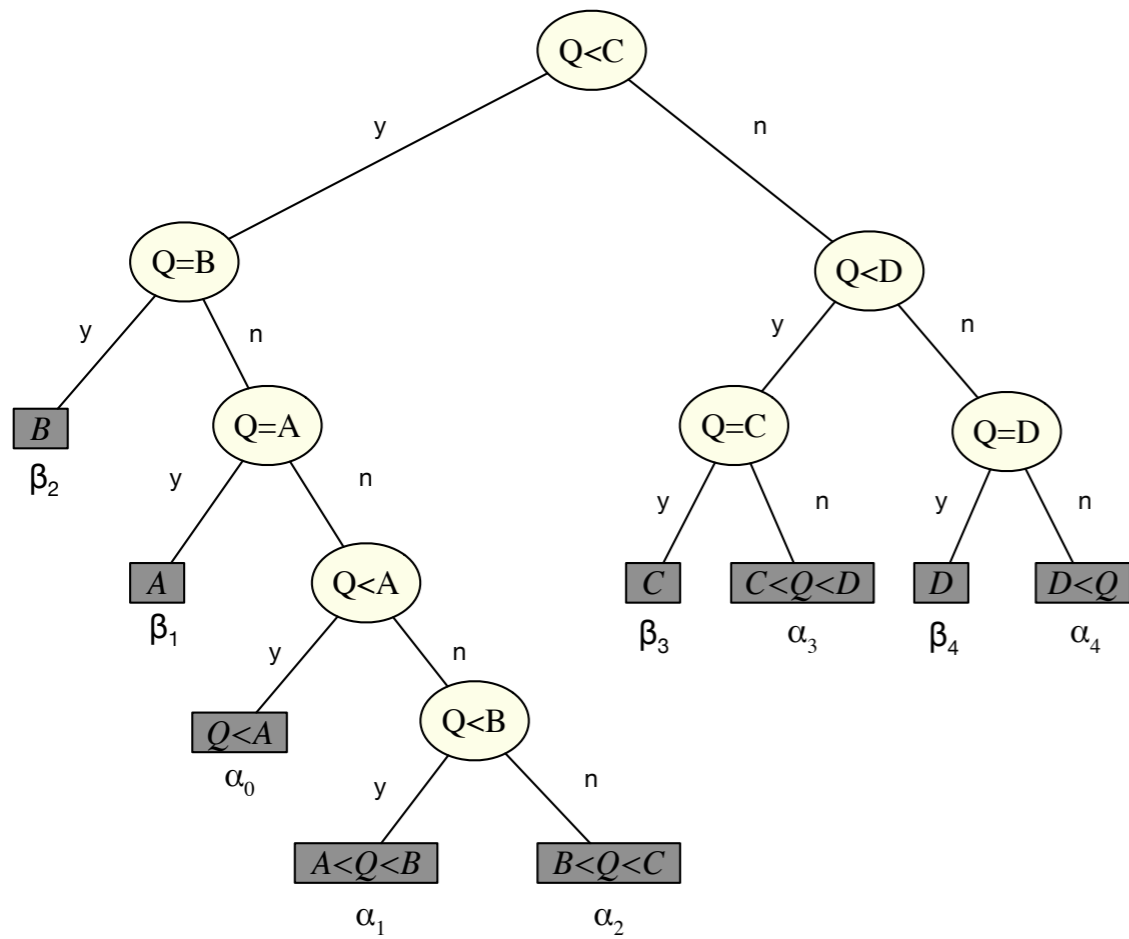 Q<C
y
n
Q=B
Q<D
y
n
y
n
B
β₂
Q=A
Q=C
Q=D
y
n
y
n
y
n
A
β₁
Q<A
C
β₃
C<Q<D
α₃
D
β₄
D<Q
α₄
y
n
Q<A
α₀
Q<B
y
n
A<Q<B
α₁
B<Q<C
α₂